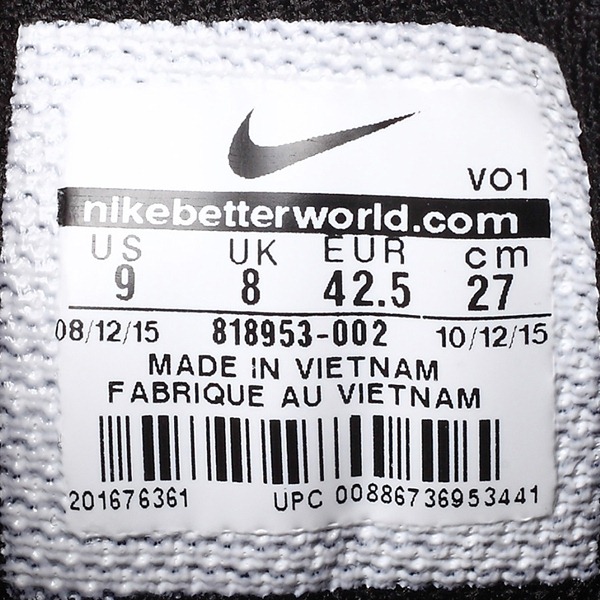 VO1
nikebetterworld.com
US UK EUR cm
9 8 42.5 27
08/12/15 818953-002 10/12/15
MADE IN VIETNAM
FABRIQUE AU VIETNAM
201676361 UPC 00886736953441